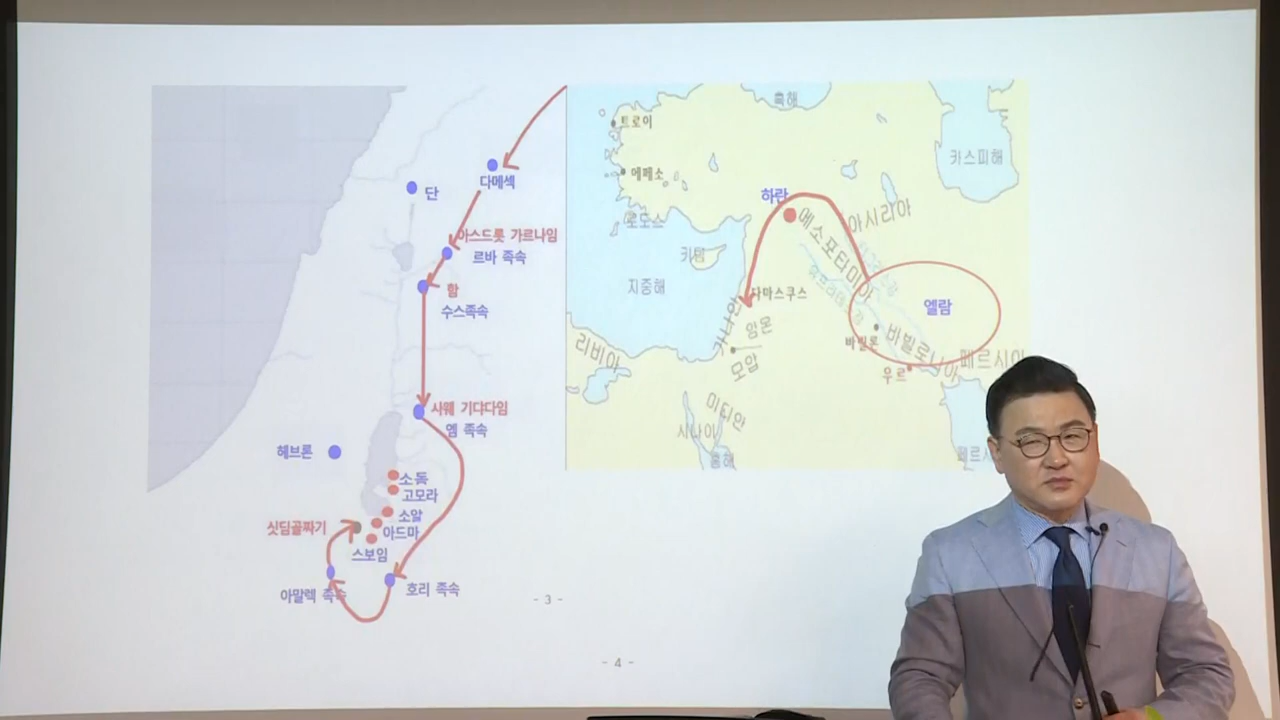 다메섹
단
아스드롯 가르나임
르바 족속
함
수스족속
사웨 기랴다임
엠 족속
헤브론
소돔
고모라
소알
싯딤골짜기
아드마
스보임
아말렉 족속
호리 족속
- 3 -
흑해
트로이
카스피해
에페소
하란
아시리아
로도스
메소포타미아
키팀
지중해
다마스쿠스
엘람
가나안
암몬
바빌론
바빌로니아
리비아
모압
페르시아
우르
미디안
시나이
홍해
페르시
- 4 -